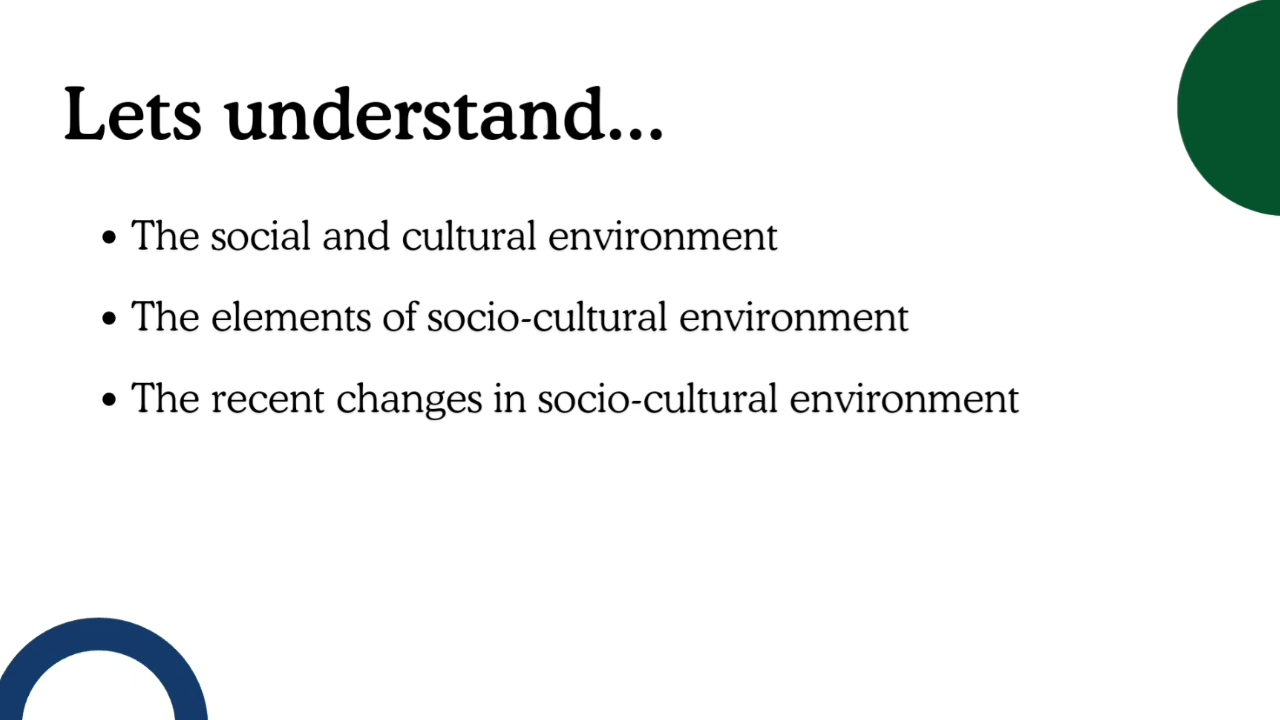 Lets understand...
• The social and cultural environment
• The elements of socio-cultural environment
• The recent changes in socio-cultural environment